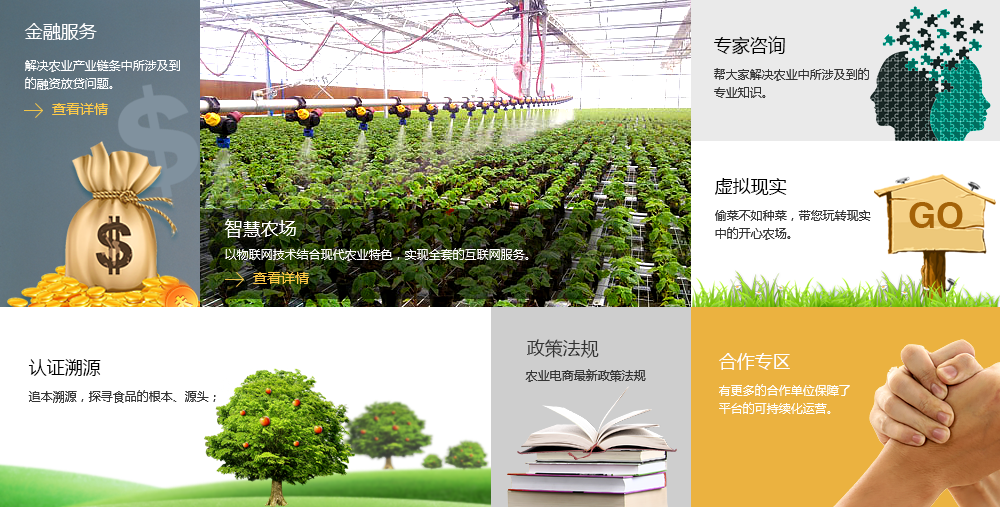 金融服务
解决农业产业链条中所涉及到
的融资放贷问题。
查看详情
$
$
智慧农场
以物联网技术结合现代农业特色，实现全套的互联网服务。
查看详情
专家咨询
帮大家解决农业中所涉及到的
专业知识。
虚拟现实
偷菜不如种菜，带您玩转现实
中的开心农场。
GO
认证溯源
追本溯源，探寻食品的根本、源头；
政策法规
农业电商最新政策法规
合作专区
有更多的合作单位保障了
平台的可持续化运营。